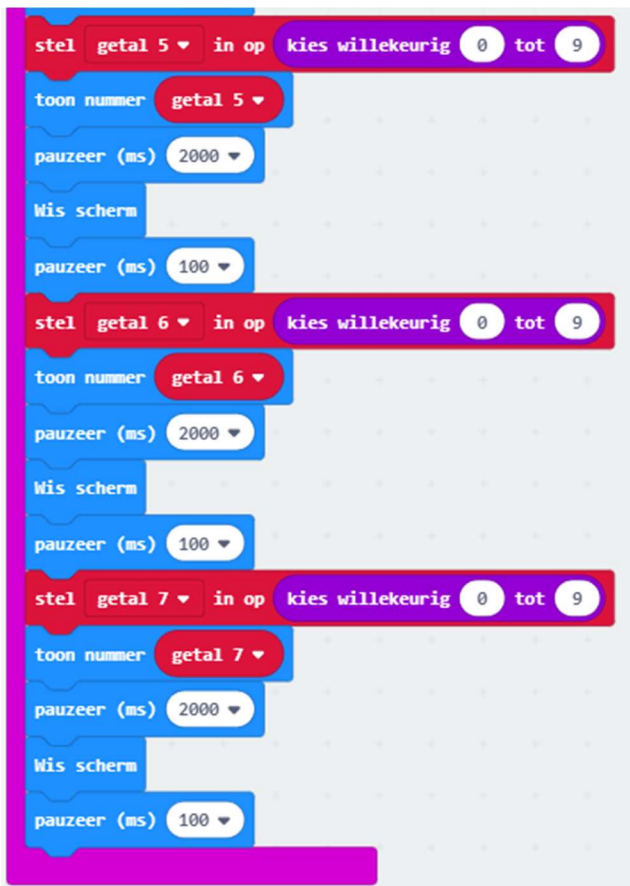 stel getal 5 in op kies willekeurig 0 tot 9
toon nummer getal 5
pauzeer (ms) 2000
Wis scherm
pauzeer (ms) 100
stel getal 6 in op kies willekeurig 0 tot 9
toon nummer getal 6
pauzeer (ms) 2000
Wis scherm
pauzeer (ms) 100
stel getal 7 in op kies willekeurig 0 tot 9
toon nummer getal 7
pauzeer (ms) 2000
Wis scherm
pauzeer (ms) 100